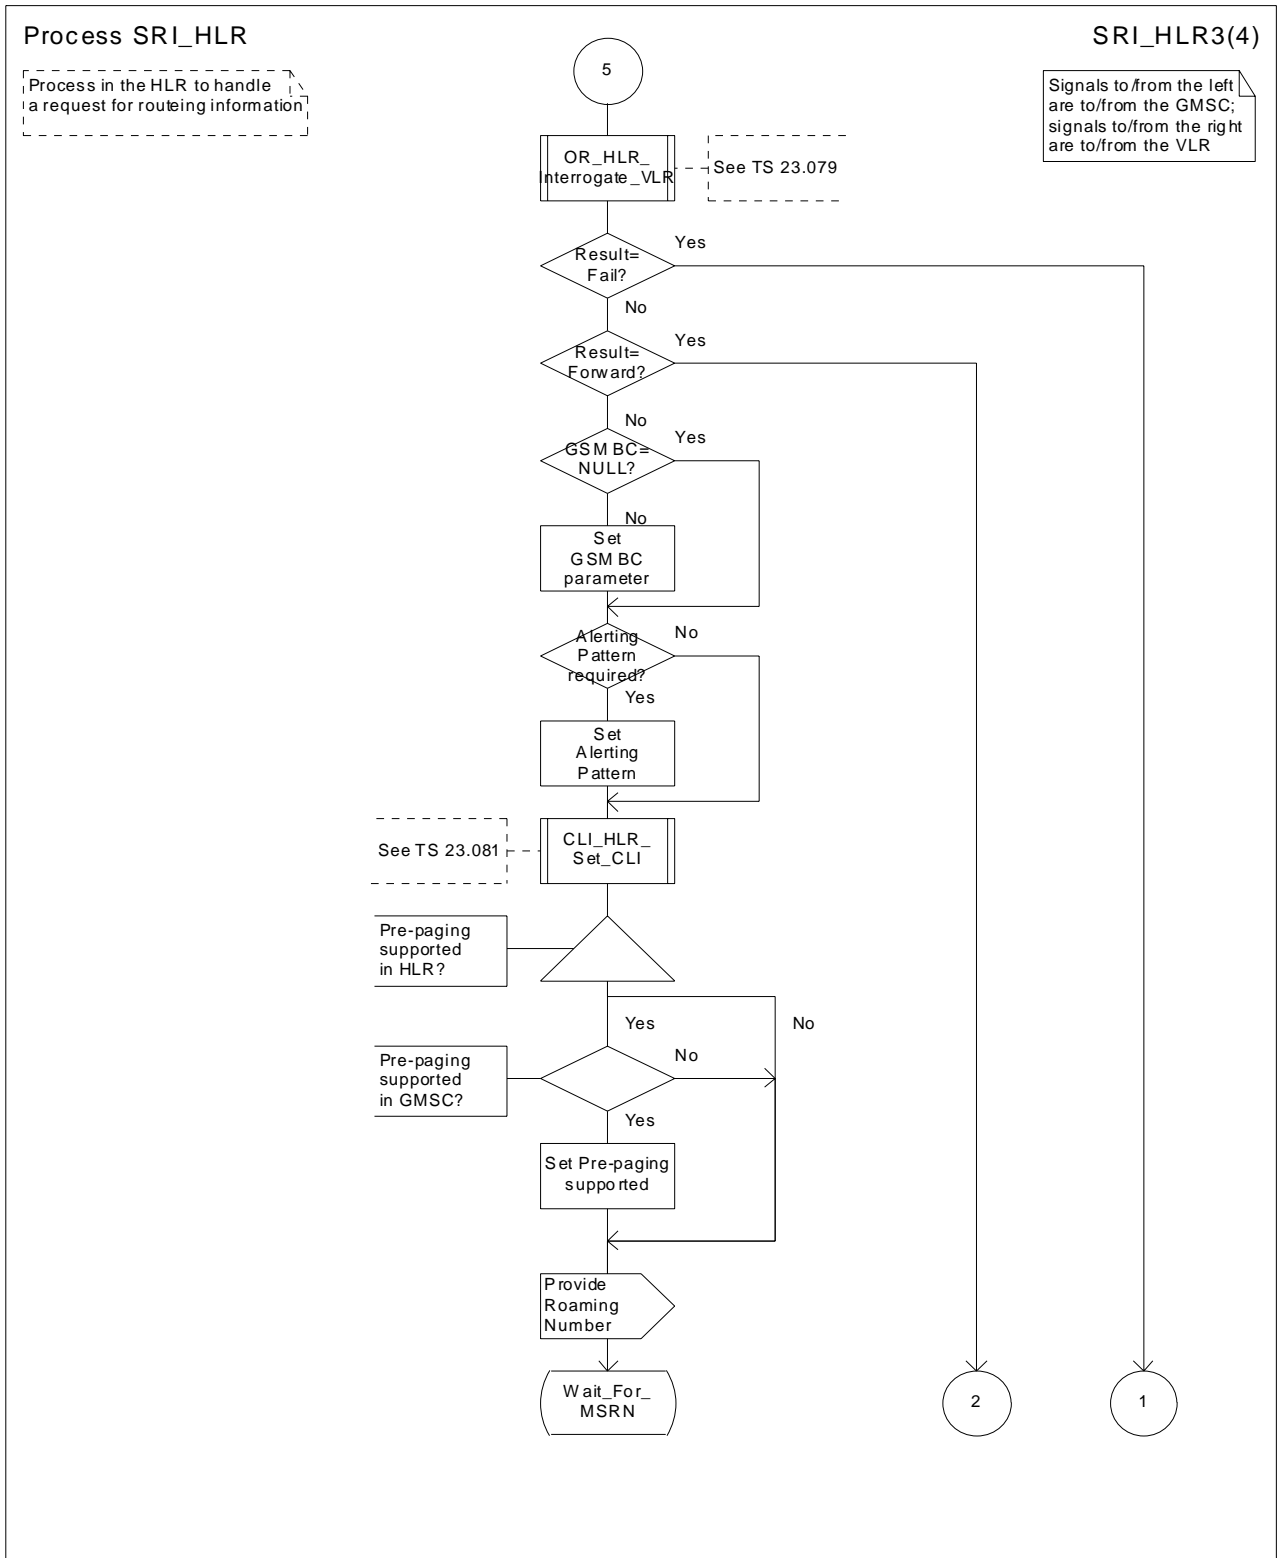 Process SRI_HLR
SRI_HLR3(4)
Process in the HLR to handle
a request for routeing information
Signals to/from the left
are to/from the GMSC;
signals to/from the right
are to/from the VLR
5
OR_HLR_
Interrogate_VLR
See TS 23.079
Result=
Fail?
Yes
No
Result=
Forward?
Yes
No
GSM BC=
NULL?
Yes
No
Set
GSM BC
parameter
Alerting
Pattern
required?
No
Yes
Set
Alerting
Pattern
See TS 23.081
CLI_HLR_
Set_CLI
Pre-paging
supported
in HLR?
Yes
No
Pre-paging
supported
in GMSC?
No
Yes
Set Pre-paging
supported
Provide
Roaming
Number
Wait_For_
MSRN
2
1